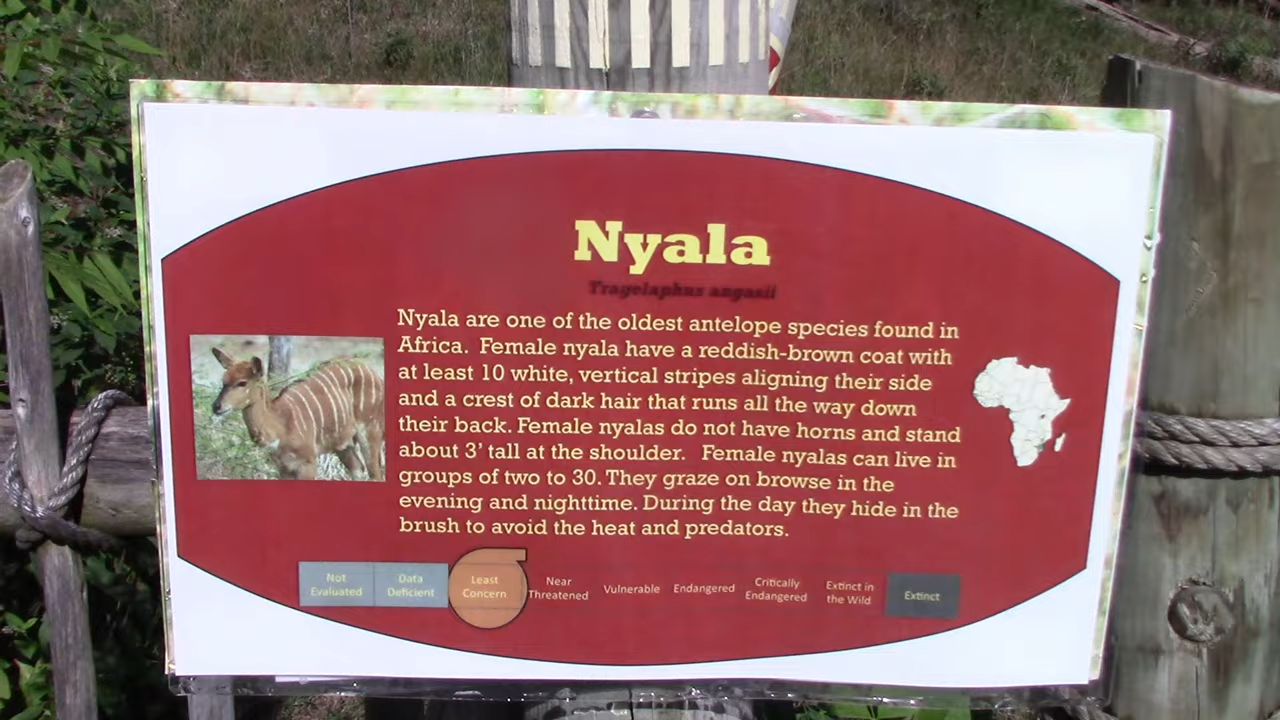 Nyala
Tragelaphus angasii
Nyala are one of the oldest antelope species found in
Africa. Female nyala have a reddish-brown coat with
at least 10 white, vertical stripes aligning their side
and a crest of dark hair that runs all the way down
their back. Female nyalas do not have horns and stand
about 3' tall at the shoulder. Female nyalas can live in
groups of two to 30. They graze on browse in the
evening and nighttime. During the day they hide in the
brush to avoid the heat and predators.
Not Evaluated
Data Deficient
Least Concern
Near Threatened
Vulnerable
Endangered
Critically Endangered
Extinct in the Wild
Extinct